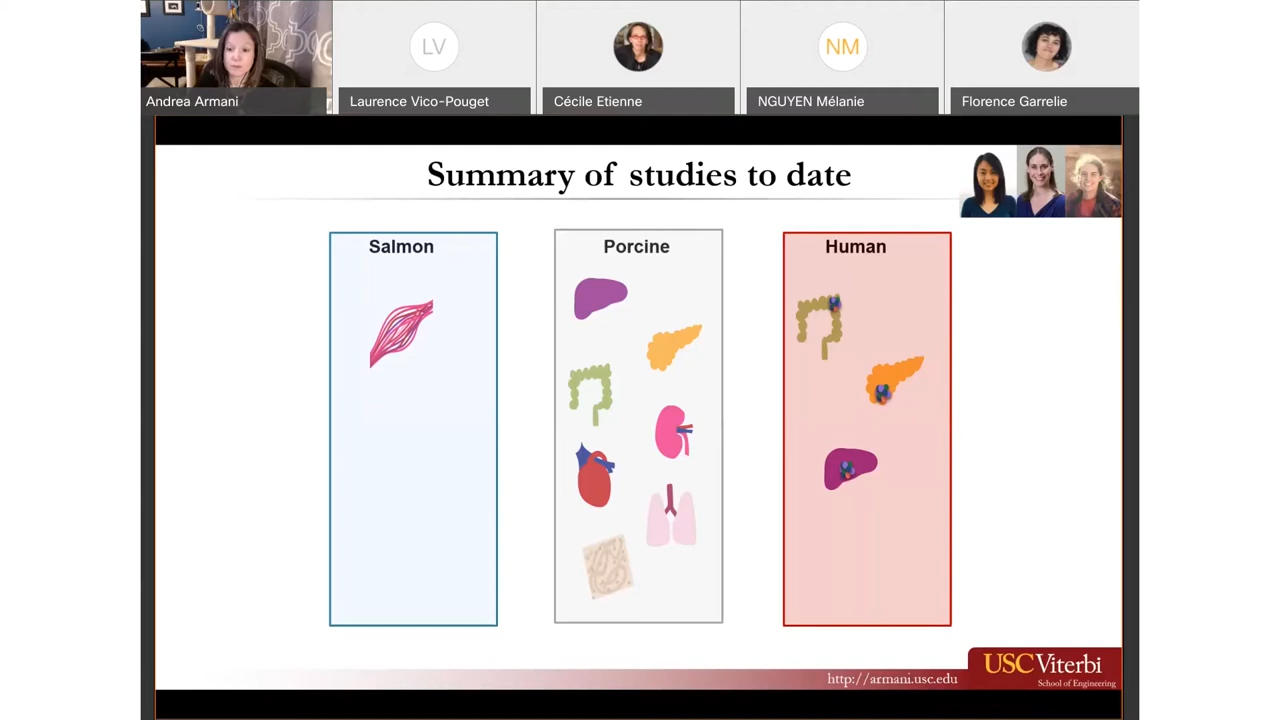 LV
NM
Andrea Armani
Laurence Vico-Pouget
Cécile Etienne
NGUYEN Mélanie
Florence Garrelie
Summary of studies to date
Salmon
Porcine
Human
USC Viterbi
School of Engineering
http://armani.usc.edu